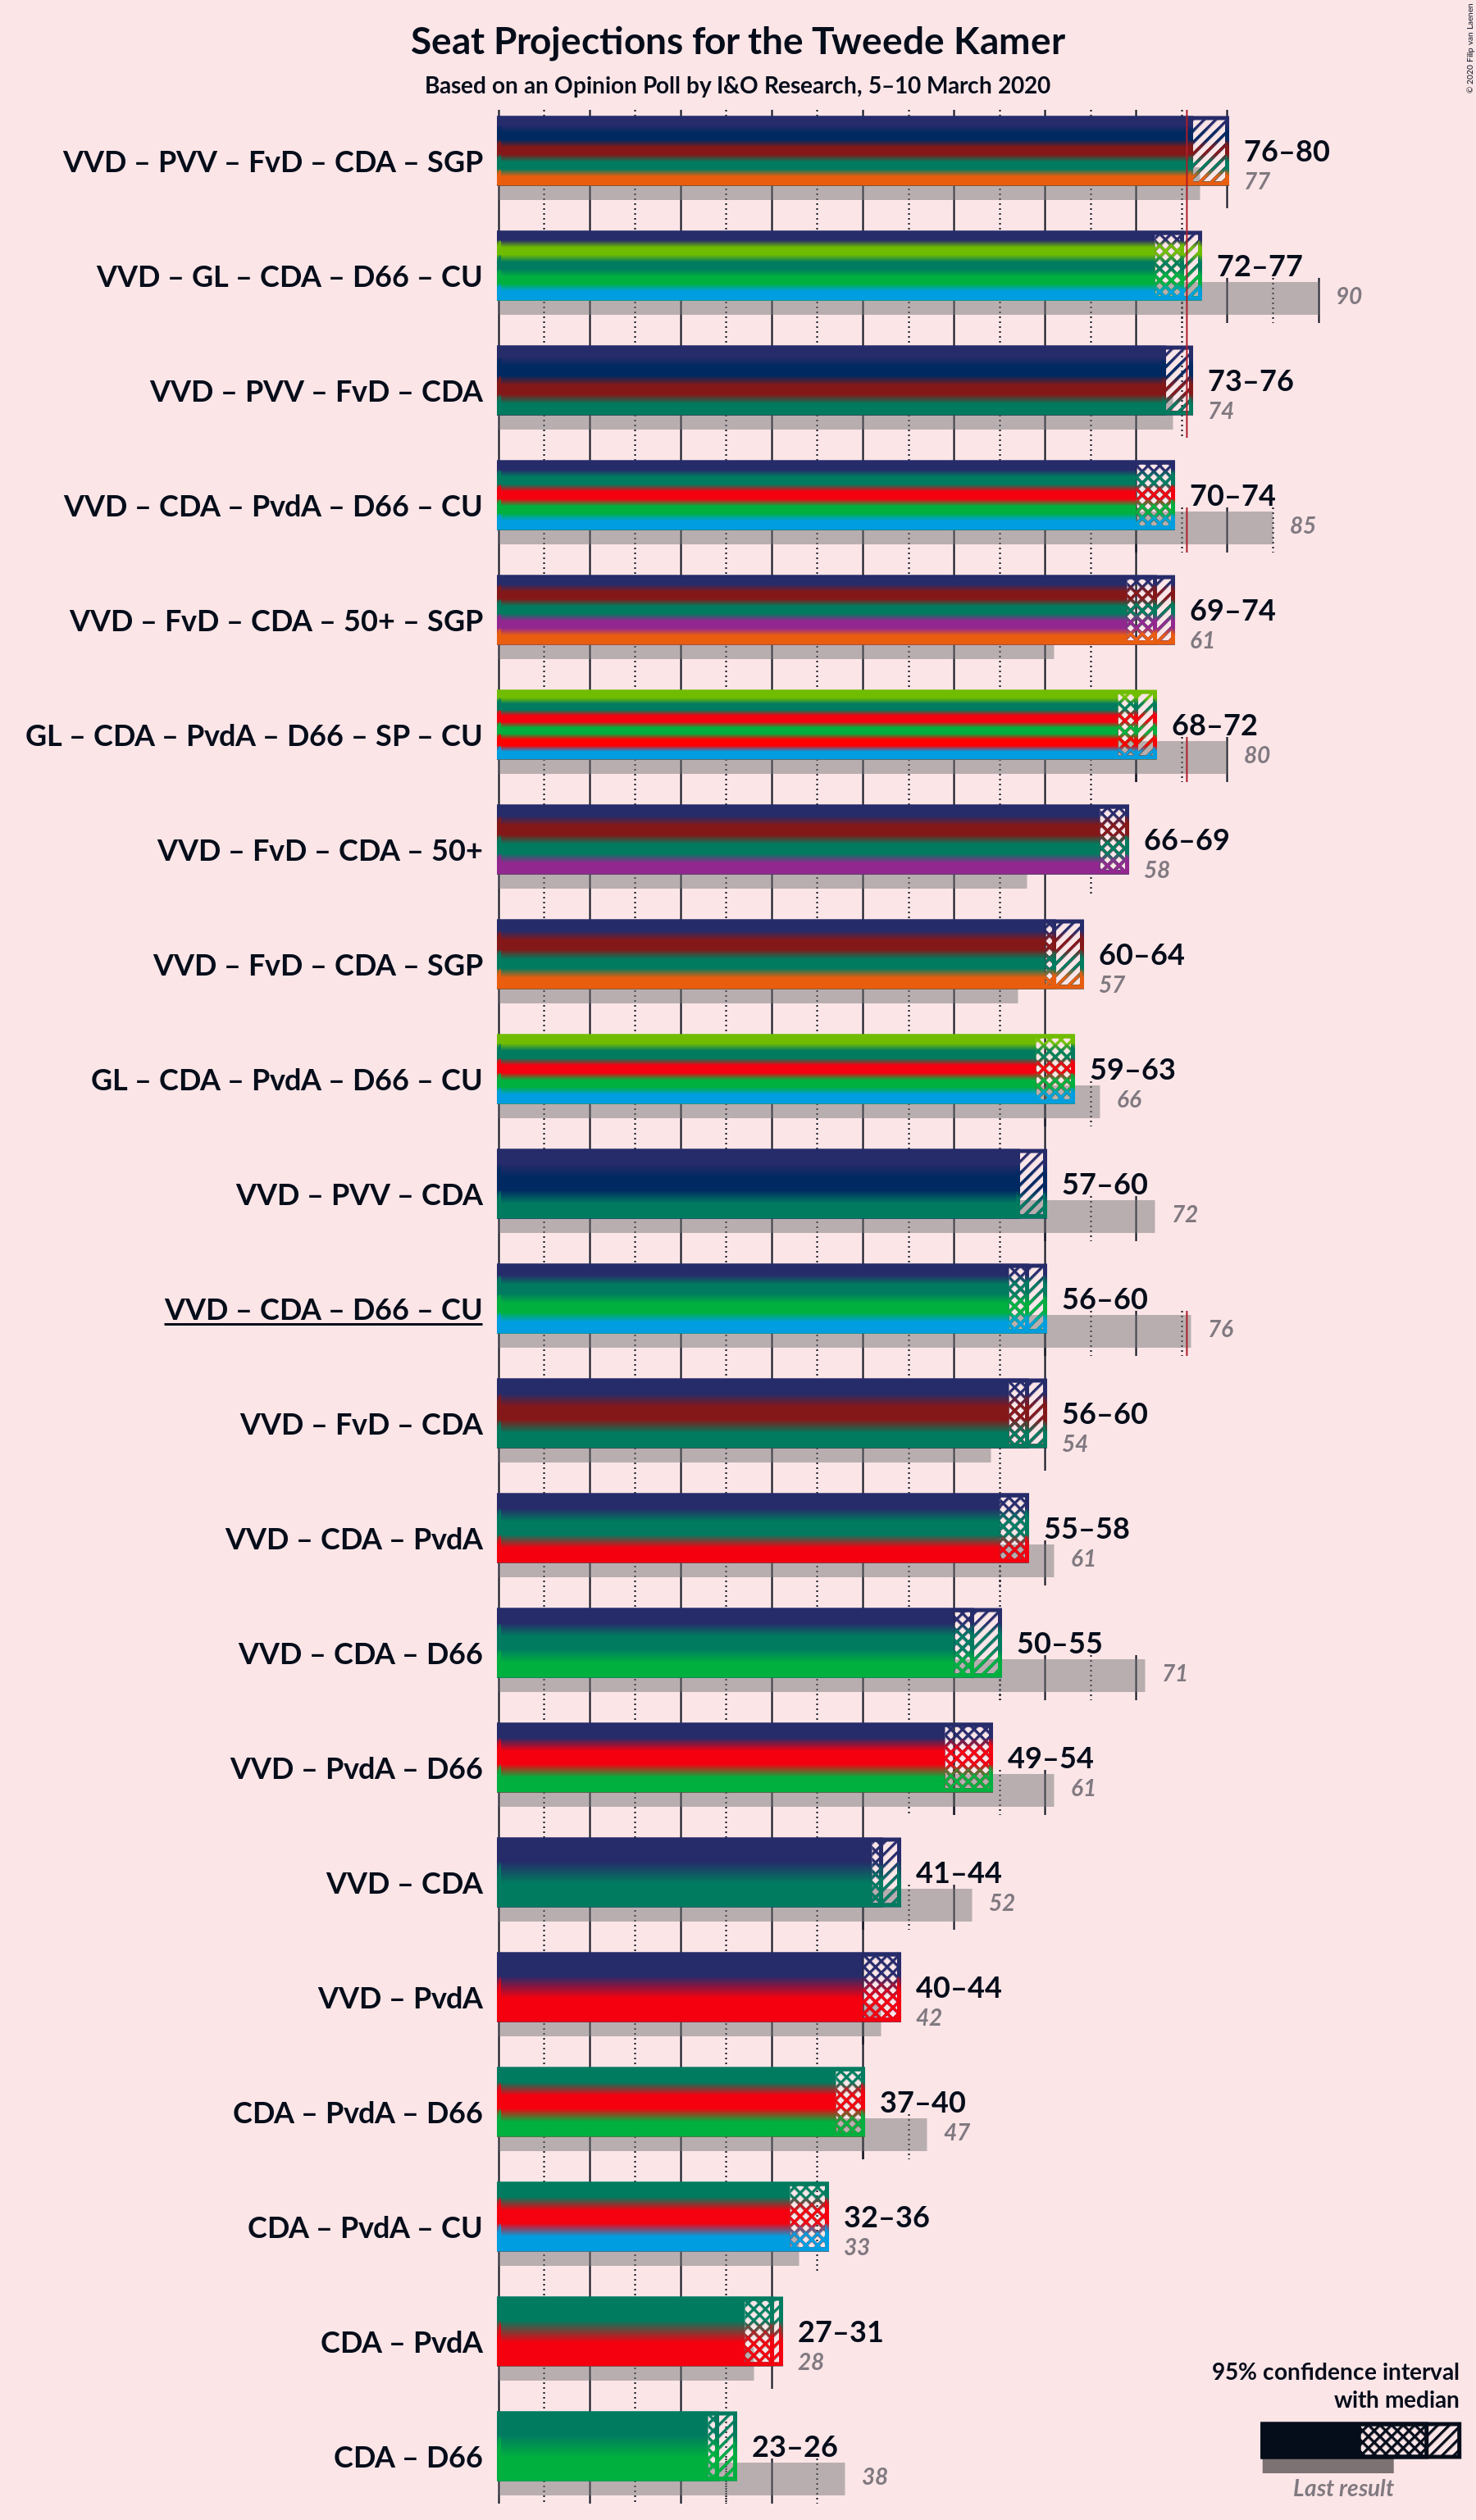 Seat Projections for the Tweede Kamer
Based on an Opinion Poll by I&O Research, 5–10 March 2020
© 2020 Filip van Laenen
VVD – PVV – FvD – CDA – SGP
76–80
77
VVD – GL – CDA – D66 – CU
72–77
90
VVD – PVV – FvD – CDA
73–76
74
VVD – CDA – PvdA – D66 – CU
70–74
85
VVD – FvD – CDA – 50+ – SGP
69–74
61
GL – CDA – PvdA – D66 – SP – CU
68–72
80
VVD – FvD – CDA – 50+
66–69
58
VVD – FvD – CDA – SGP
60–64
57
GL – CDA – PvdA – D66 – CU
59–63
66
VVD – PVV – CDA
57–60
72
VVD – CDA – D66 – CU
56–60
76
VVD – FvD – CDA
56–60
54
VVD – CDA – PvdA
55–58
61
VVD – CDA – D66
50–55
71
VVD – PvdA – D66
49–54
61
VVD – CDA
41–44
52
VVD – PvdA
40–44
42
CDA – PvdA – D66
37–40
47
CDA – PvdA – CU
32–36
33
CDA – PvdA
27–31
28
CDA – D66
23–26
38
95% confidence interval
with median
Last result